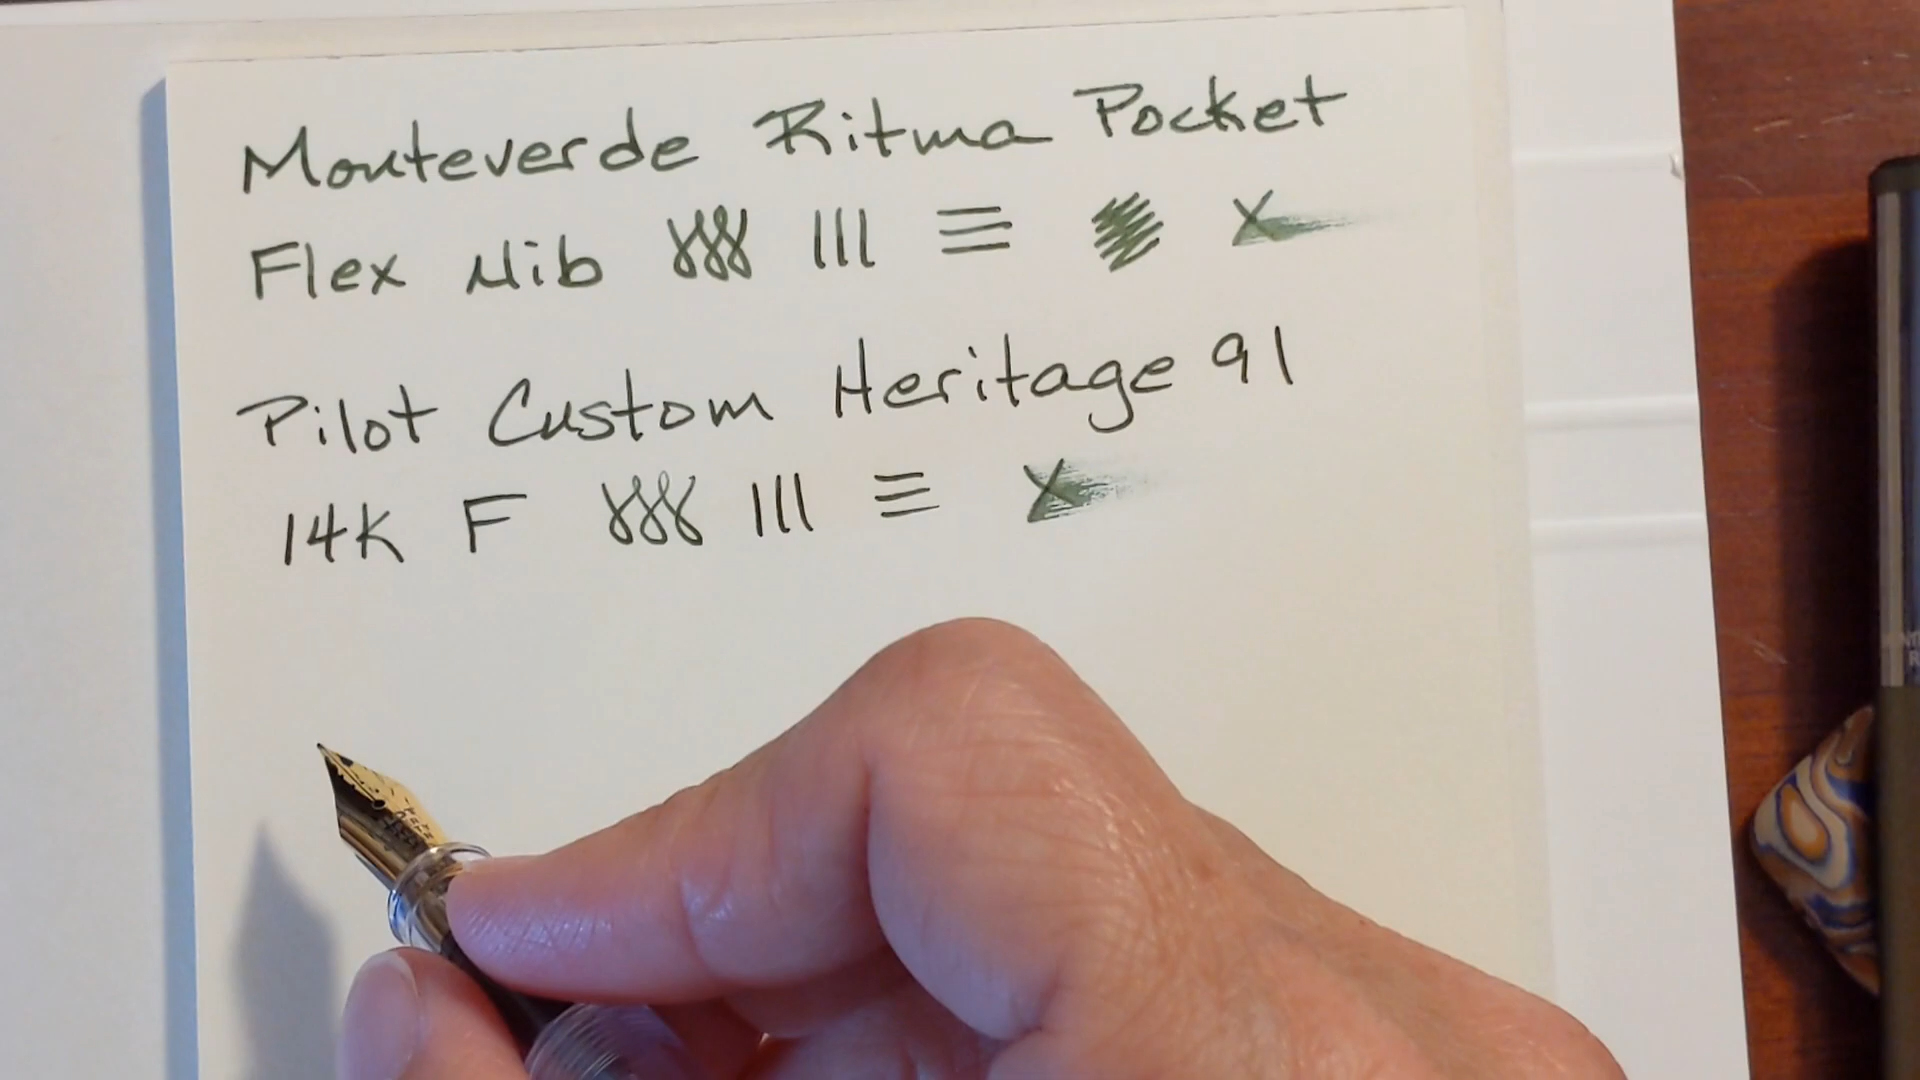 Monteverde Ritma Pocket
Flex Nib
Pilot Custom Heritage 91
14K F